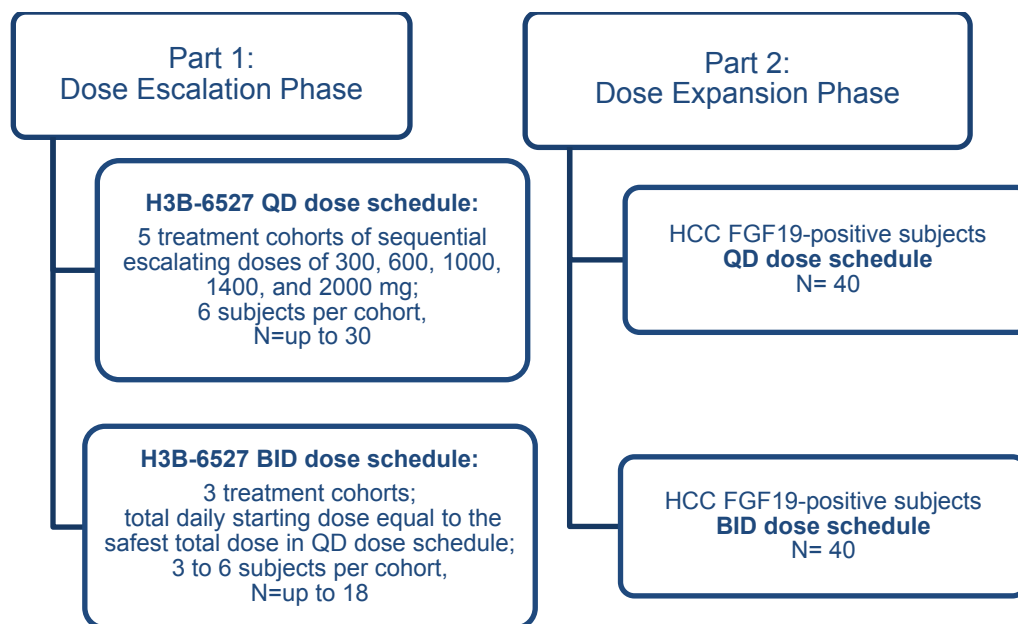 Part 1:
Dose Escalation Phase
H3B-6527 QD dose schedule:
5 treatment cohorts of sequential
escalating doses of 300, 600, 1000,
1400, and 2000 mg;
6 subjects per cohort,
N=up to 30
H3B-6527 BID dose schedule:
3 treatment cohorts;
total daily starting dose equal to the
safest total dose in QD dose schedule;
3 to 6 subjects per cohort,
N=up to 18
Part 2:
Dose Expansion Phase
HCC FGF19-positive subjects
QD dose schedule
N= 40
HCC FGF19-positive subjects
BID dose schedule
N= 40